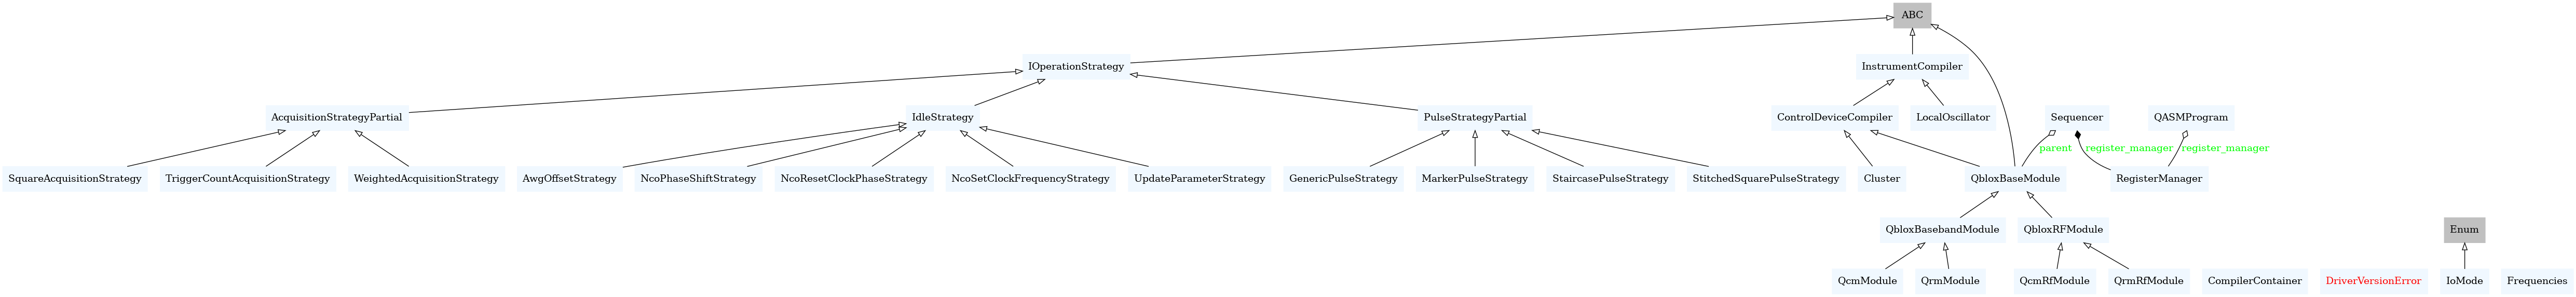 ABC
IOperationStrategy
InstrumentCompiler
AcquisitionStrategyPartial
IdleStrategy
PulseStrategyPartial
ControlDeviceCompiler
LocalOscillator
Sequencer
QASMProgram
parent
register_manager
register_manager
SquareAcquisitionStrategy
TriggerCountAcquisitionStrategy
WeightedAcquisitionStrategy
AwgOffsetStrategy
NcoPhaseShiftStrategy
NcoResetClockPhaseStrategy
NcoSetClockFrequencyStrategy
UpdateParameterStrategy
GenericPulseStrategy
MarkerPulseStrategy
StaircasePulseStrategy
StitchedSquarePulseStrategy
Cluster
QbloxBaseModule
RegisterManager
QbloxBasebandModule
QbloxRFModule
Enum
QcmModule
QrmModule
QcmRfModule
QrmRfModule
CompilerContainer
DriverVersionError
IoMode
Frequencies